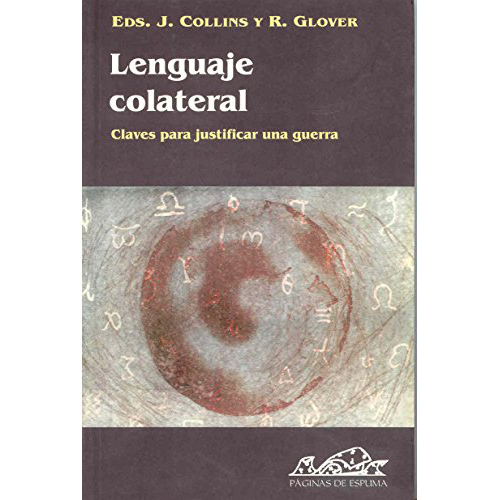 EDS. J. COLLINS Y R. GLOVER
Lenguaje
colateral
Claves para justificar una guerra
PÁGINAS DE ESPUMA